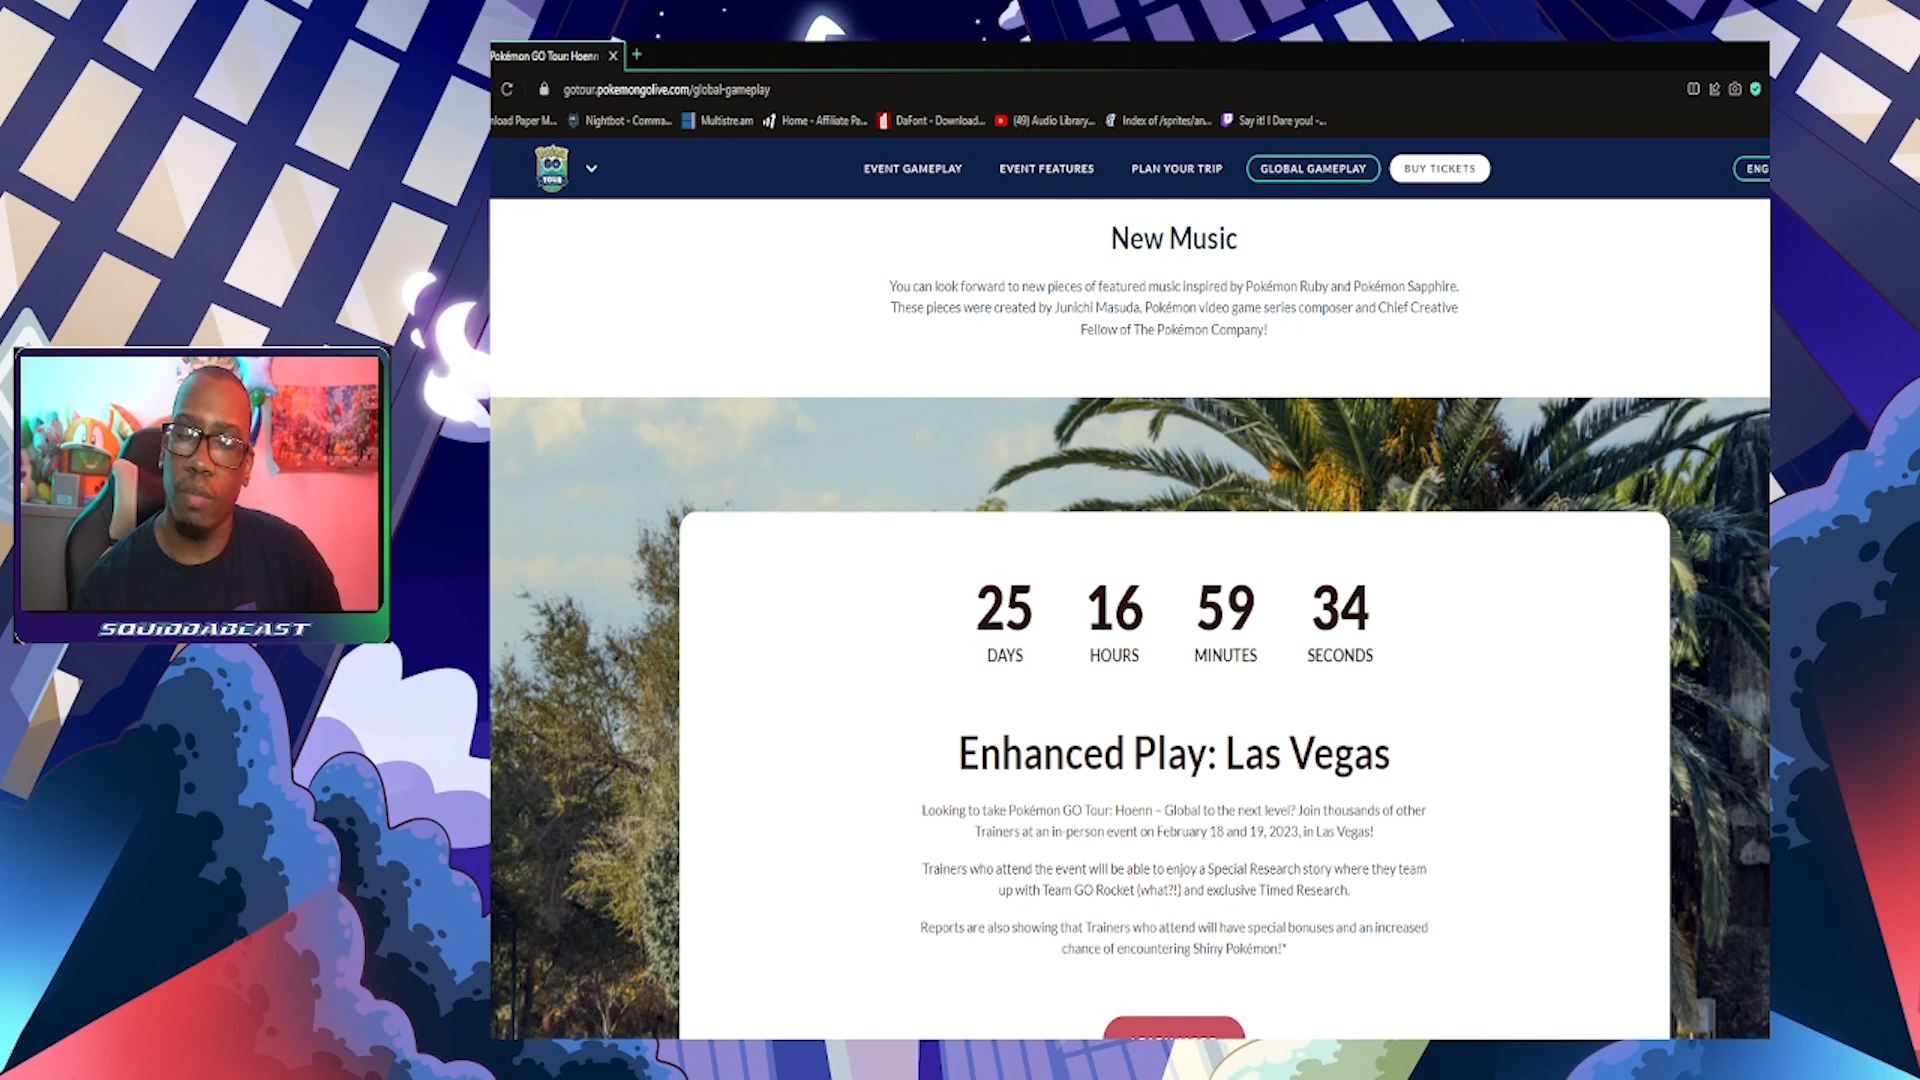 Pokémon GO Tour: Hoenn
gotour.pokemongolive.com/global-gameplay
nload Paper M... Nightbot - Comma... Multistream Home - Affiliate Pa... DaFont - Download... (49) Audio Library... Index of /sprites/an... Say it! I Dare you! -...
GO TOUR EVENT GAMEPLAY EVENT FEATURES PLAN YOUR TRIP GLOBAL GAMEPLAY BUY TICKETS ENG
New Music
You can look forward to new pieces of featured music inspired by Pokémon Ruby and Pokémon Sapphire.
These pieces were created by Junichi Masuda, Pokémon video game series composer and Chief Creative
Fellow of The Pokémon Company!
25 16 59 34
DAYS HOURS MINUTES SECONDS
Enhanced Play: Las Vegas
Looking to take Pokémon GO Tour: Hoenn – Global to the next level? Join thousands of other
Trainers at an in-person event on February 18 and 19, 2023, in Las Vegas!
Trainers who attend the event will be able to enjoy a Special Research story where they team
up with Team GO Rocket (what?!) and exclusive Timed Research.
Reports are also showing that Trainers who attend will have special bonuses and an increased
chance of encountering Shiny Pokémon!*
SQUIDDABEAST